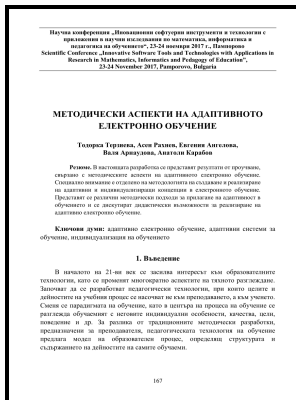 Научна конференция „Иновационни софтуерни инструменти и технологии с
приложения в научни изследвания по математика, информатика и
педагогика на обучението“, 23-24 ноември 2017 г., Пампорово
Scientific Conference „Innovative Software Tools and Technologies with Applications in
Research in Mathematics, Informatics and Pedagogy of Education”,
23-24 November 2017, Pamporovo, Bulgaria
МЕТОДИЧЕСКИ АСПЕКТИ НА АДАПТИВНОТО
ЕЛЕКТРОННО ОБУЧЕНИЕ
Тодорка Терзиева, Асен Рахнев, Евгения Ангелова,
Валя Арнаудова, Анатоли Карабов
Резюме. В настоящата разработка се представят резултати от проучване,
свързано с методическите аспекти на адаптивното електронно обучение.
Специално внимание е отделено на методологията на създаване и реализиране
на адаптивни и индивидуализирани концепции в електронното обучение.
Представят се различни методически подходи за прилагане на адаптивност в
обучението и се дискутират дидактически възможности за реализиране на
адаптивно електронно обучение.
Ключови думи: адаптивно електронно обучение, адаптивни системи за
обучение, индивидуализация на обучението
1. Въведение
В началото на 21-ви век се засилва интересът към образователните
технологии, като се променят многократно аспектите на тяхното разглеждане.
Започват да се разработват педагогически технологии, при които целите и
дейностите на учебния процес се насочват не към преподавателя, а към ученето.
Сменя се парадигмата на обучение, като в центъра на процеса на обучение се
разглежда обучаемият с неговите индивидуални особености, качества, цели,
поведение и др. За разлика от традиционните методически разработки,
предназначени за преподавателя, педагогическата технология на обучение
предлага модел на образователен процес, определящ структурата и
съдържанието на дейностите на самите обучаеми.
167